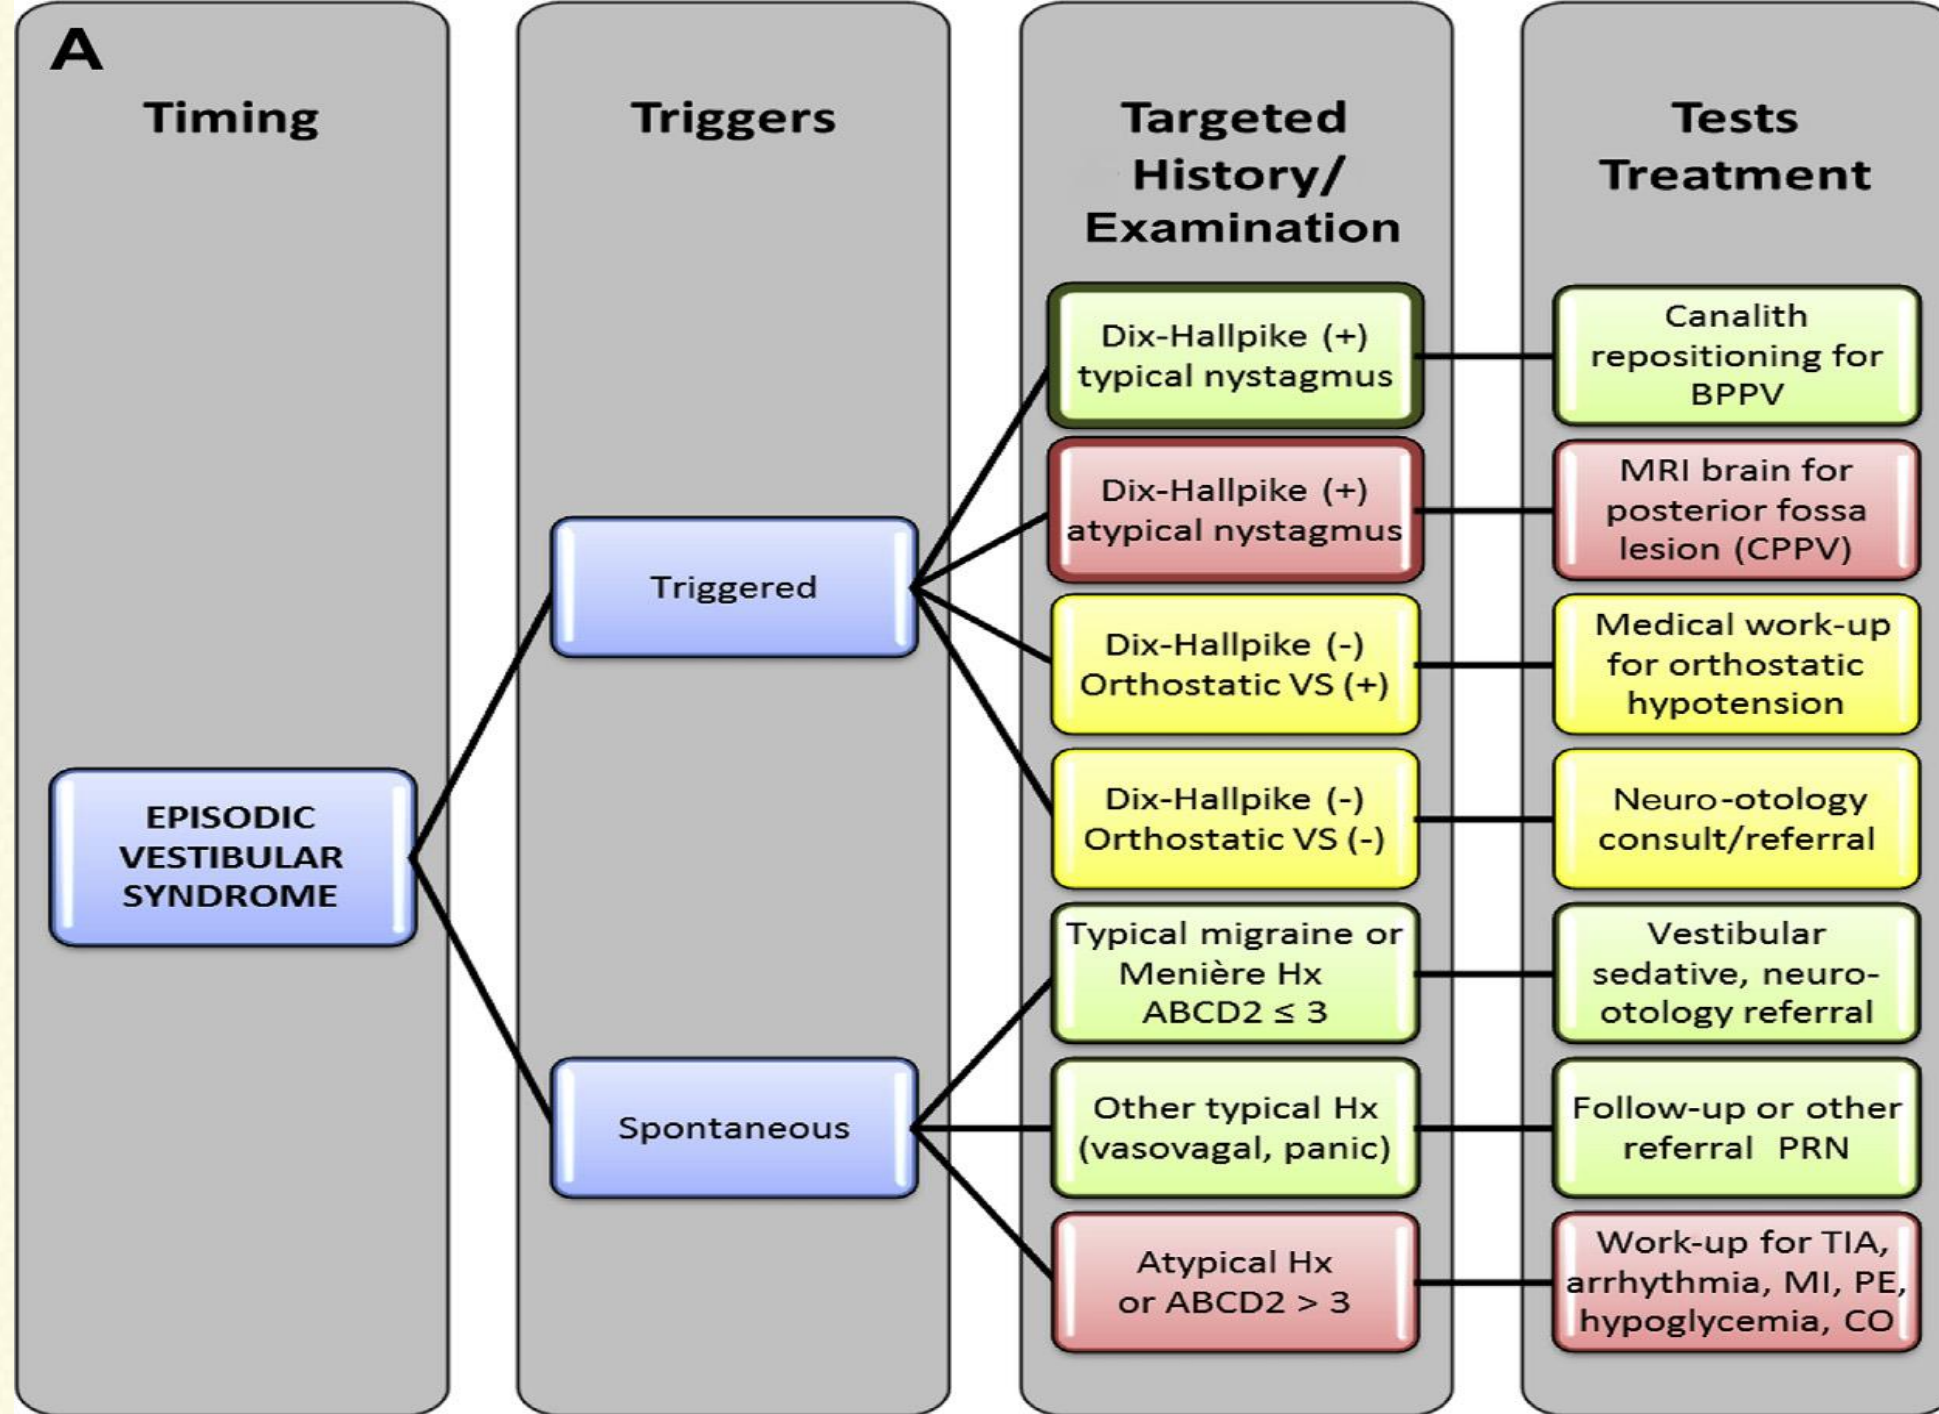 A
Timing
Triggers
Targeted
History/
Examination
Tests
Treatment
EPISODIC
VESTIBULAR
SYNDROME
Triggered
Spontaneous
Dix-Hallpike (+)
typical nystagmus
Canalith
repositioning for
BPPV
Dix-Hallpike (+)
atypical nystagmus
MRI brain for
posterior fossa
lesion (CPPV)
Dix-Hallpike (-)
Orthostatic VS (+)
Medical work-up
for orthostatic
hypotension
Dix-Hallpike (-)
Orthostatic VS (-)
Neuro-otology
consult/referral
Typical migraine or
Menière Hx
ABCD2 ≤ 3
Vestibular
sedative, neuro-
otology referral
Other typical Hx
(vasovagal, panic)
Follow-up or other
referral PRN
Atypical Hx
or ABCD2 > 3
Work-up for TIA,
arrhythmia, MI, PE,
hypoglycemia, CO